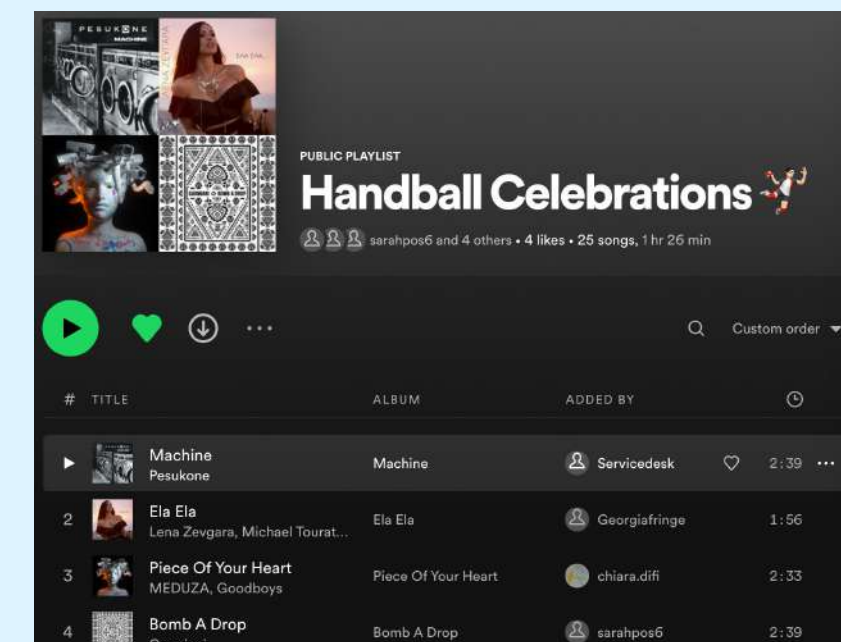 PESUKONE
MACHINE
ELA ELA...
PUBLIC PLAYLIST
Handball Celebrations
sarahpos6 and 4 others • 4 likes • 25 songs, 1 hr 26 min
Custom order
# TITLE ALBUM ADDED BY
Machine
Pesukone
Machine Servicedesk 2:39
2 Ela Ela
Lena Zevgara, Michael Tourat...
Ela Ela Georgiafringe 1:56
3 Piece Of Your Heart
MEDUZA, Goodboys
Piece Of Your Heart chiara.difi 2:33
4 Bomb A Drop
Bomb A Drop sarahpos6 2:39